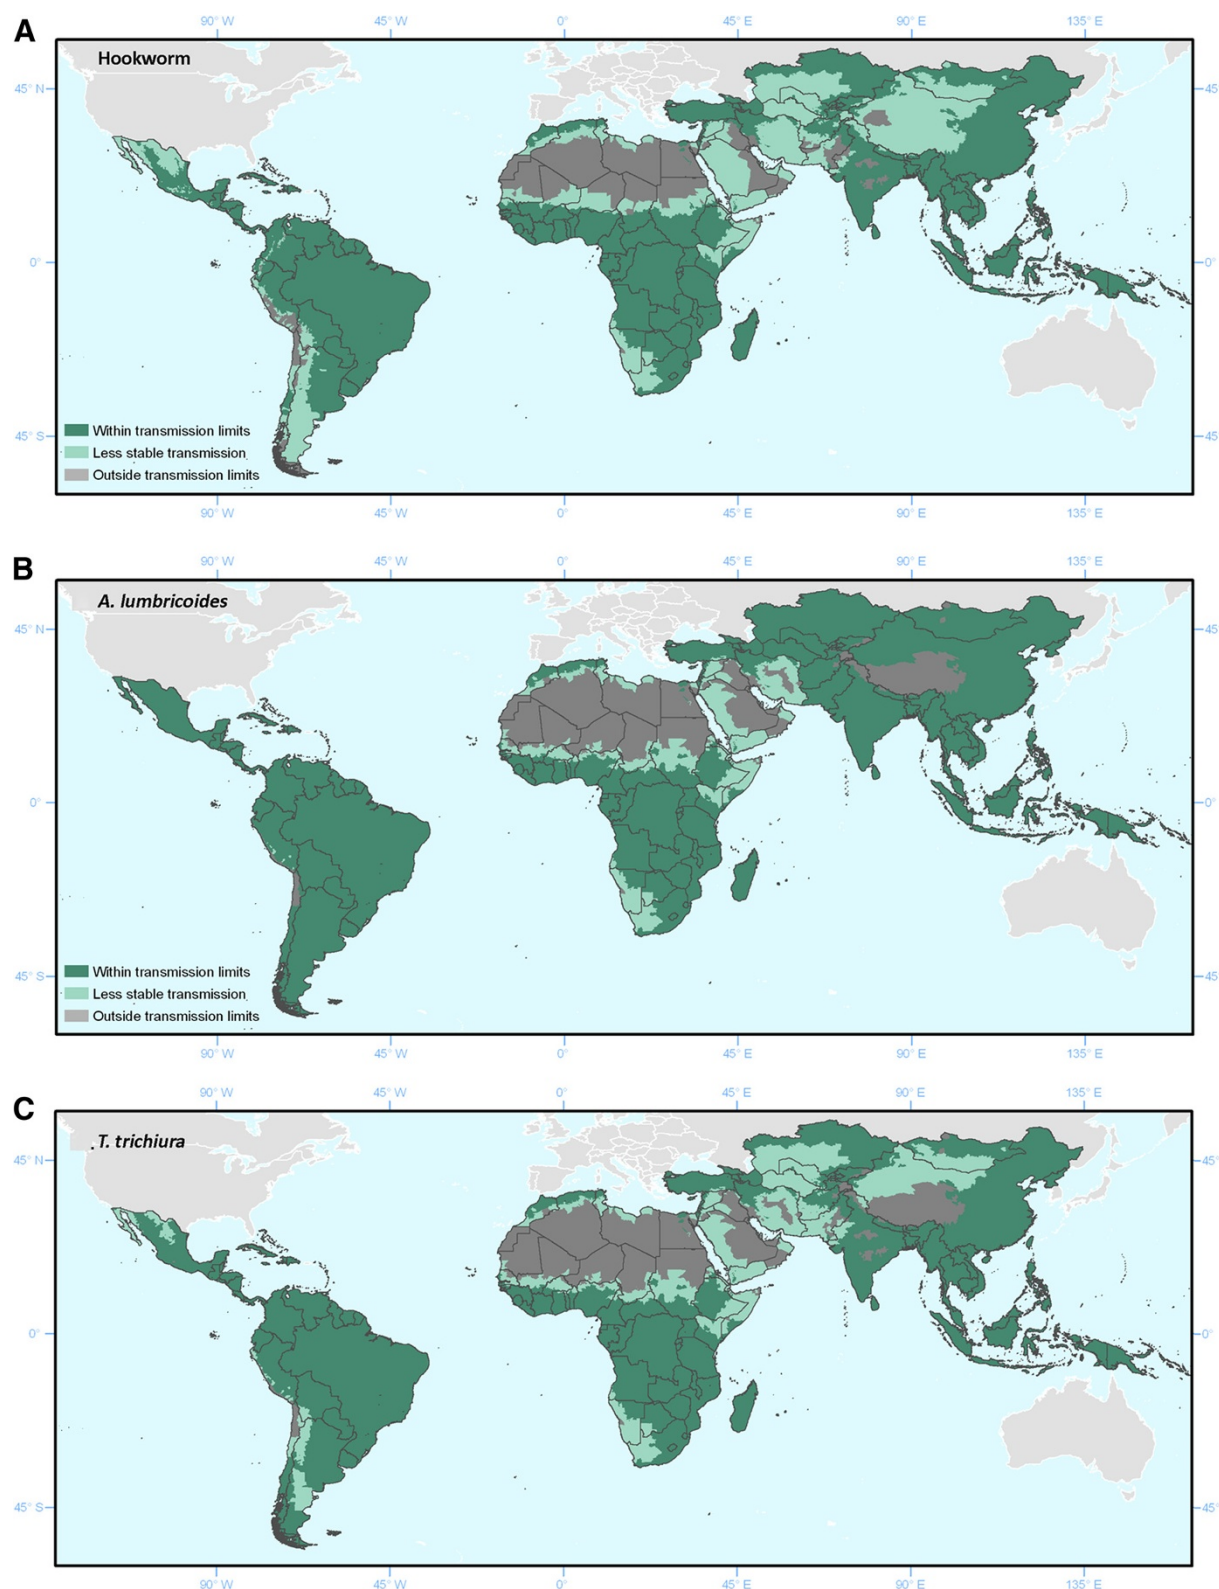 A
90° W 45° W 0° 45° E 90° E 135° E
Hookworm
45° N 45
0° 0°
45° S 45
Within transmission limits
Less stable transmission
Outside transmission limits
90° W 45° W 0° 45° E 90° E 135° E
B
90° W 45° W 0° 45° E 90° E 135° E
A. lumbricoides
45° N 45
0° 0°
45° S 45
Within transmission limits
Less stable transmission
Outside transmission limits
90° W 45° W 0° 45° E 90° E 135° E
C
90° W 45° W 0° 45° E 90° E 135° E
T. trichiura
45° N 45°
0° 0°
45° S 45°
90° W 45° W 0° 45° E 90° E 135° E